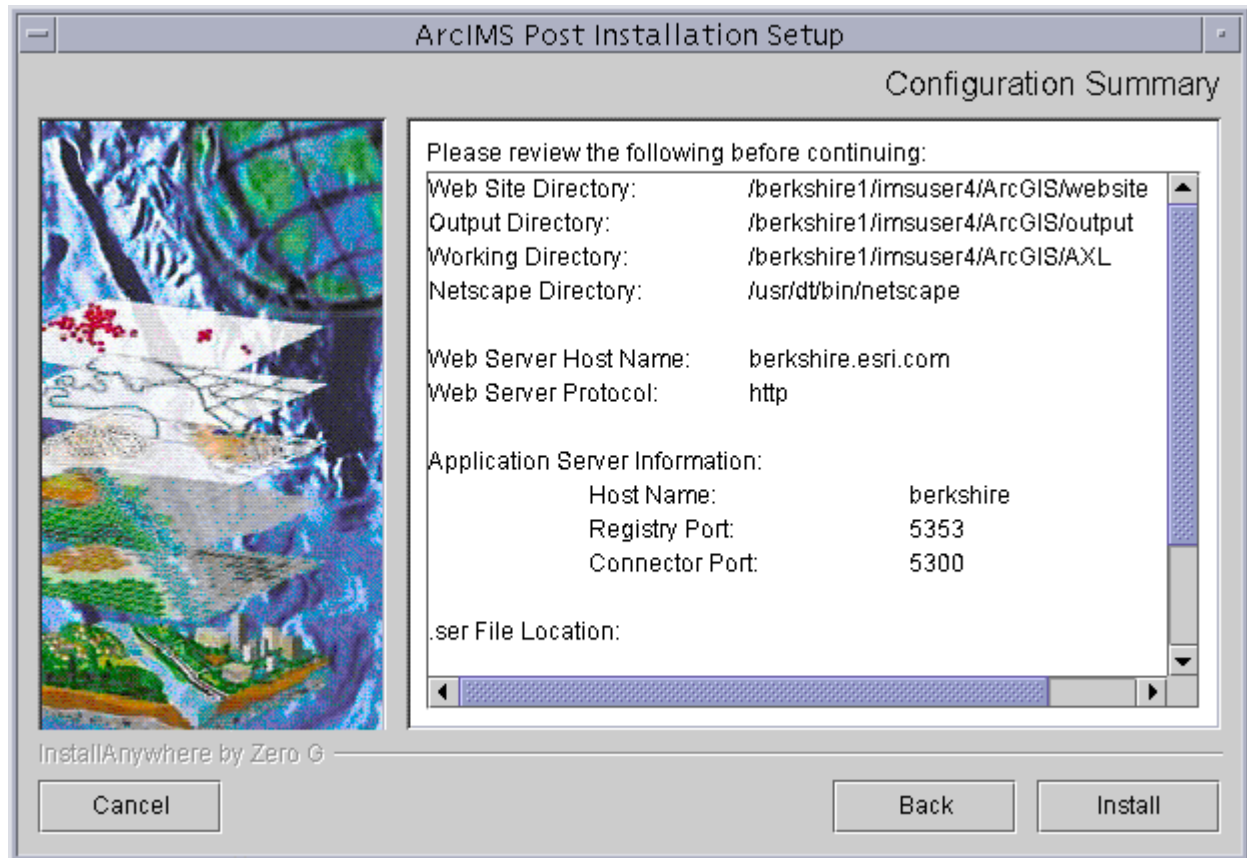 ArcIMS Post Installation Setup
Configuration Summary
Please review the following before continuing:
Web Site Directory: /berkshire1/imsuser4/ArcGIS/website
Output Directory: /berkshire1/imsuser4/ArcGIS/output
Working Directory: /berkshire1/imsuser4/ArcGIS/AXL
Netscape Directory: /usr/dt/bin/netscape
Web Server Host Name: berkshire.esri.com
Web Server Protocol: http
Application Server Information:
Host Name: berkshire
Registry Port: 5353
Connector Port: 5300
.ser File Location:
InstallAnywhere by Zero G
Cancel Back Install